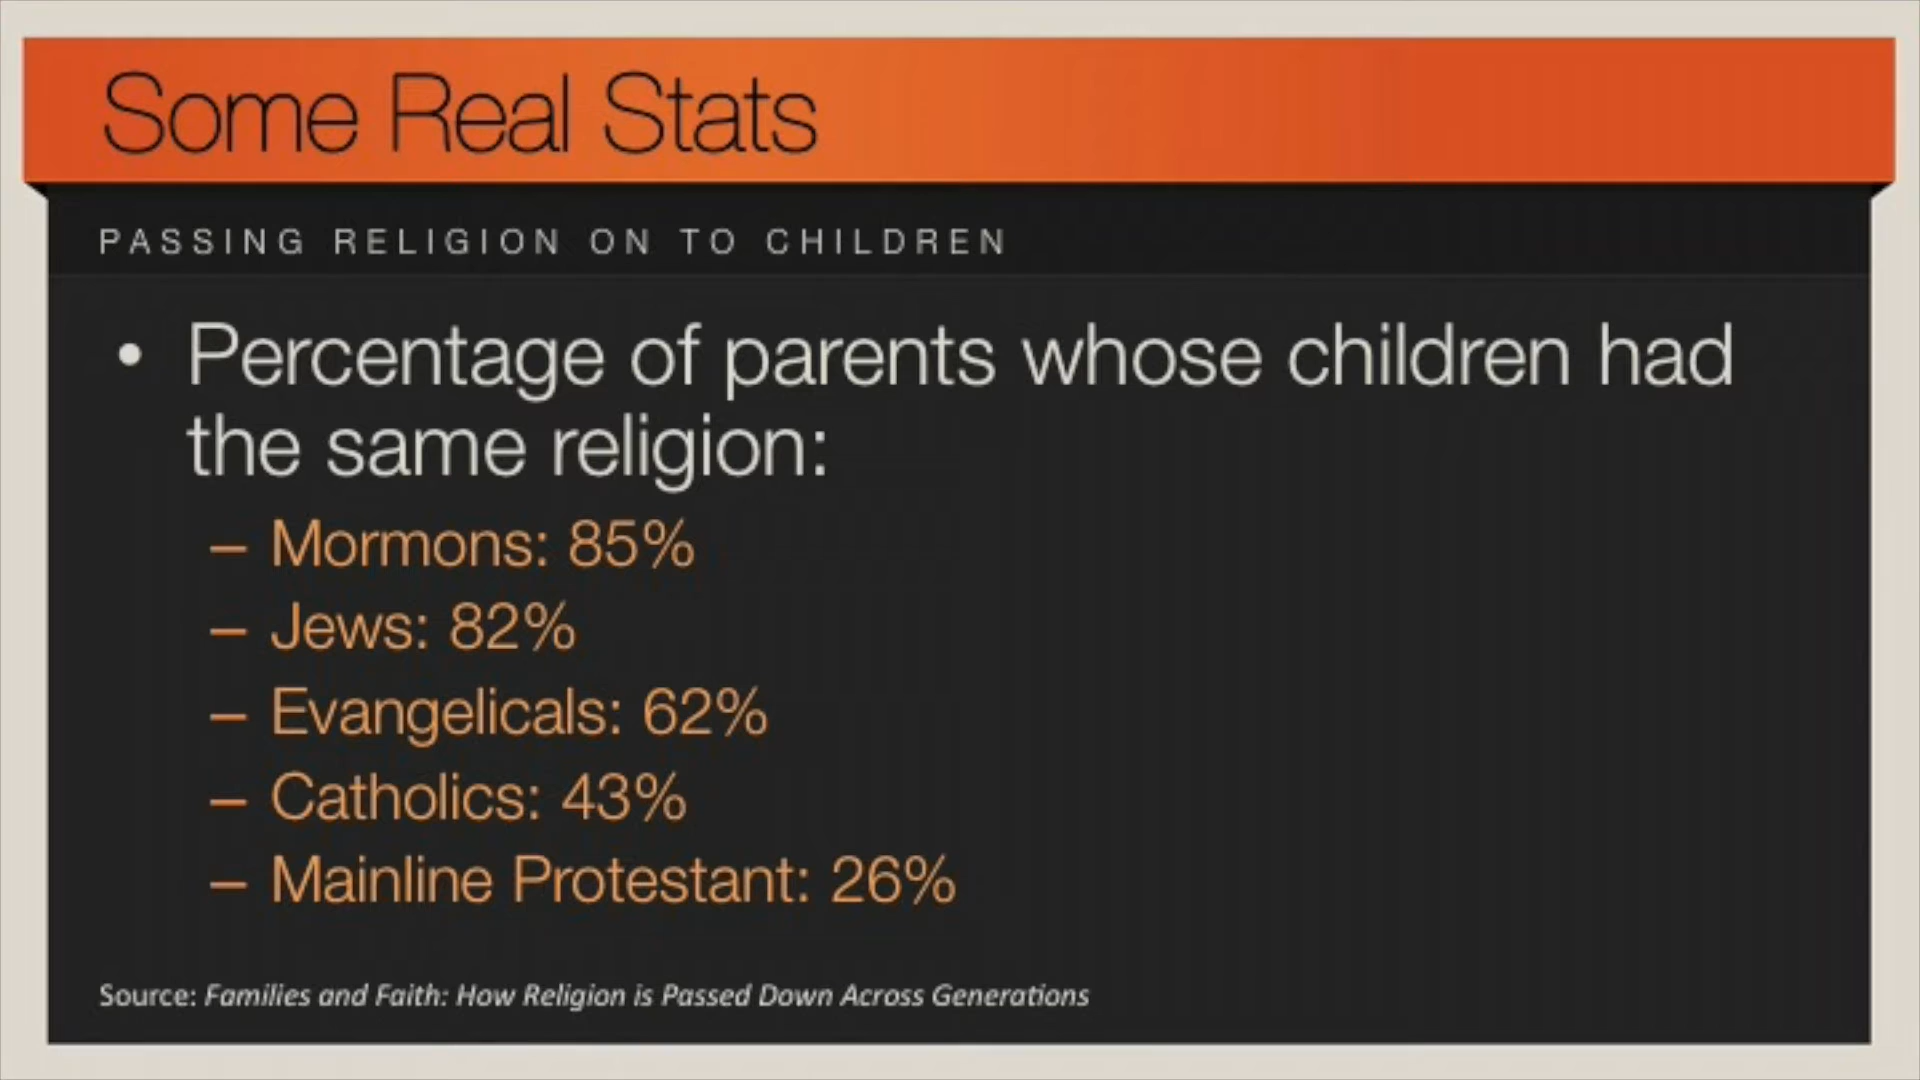 Some Real Stats
PASSING RELIGION ON TO CHILDREN
• Percentage of parents whose children had
the same religion:
– Mormons: 85%
– Jews: 82%
– Evangelicals: 62%
– Catholics: 43%
– Mainline Protestant: 26%
Source: Families and Faith: How Religion is Passed Down Across Generations